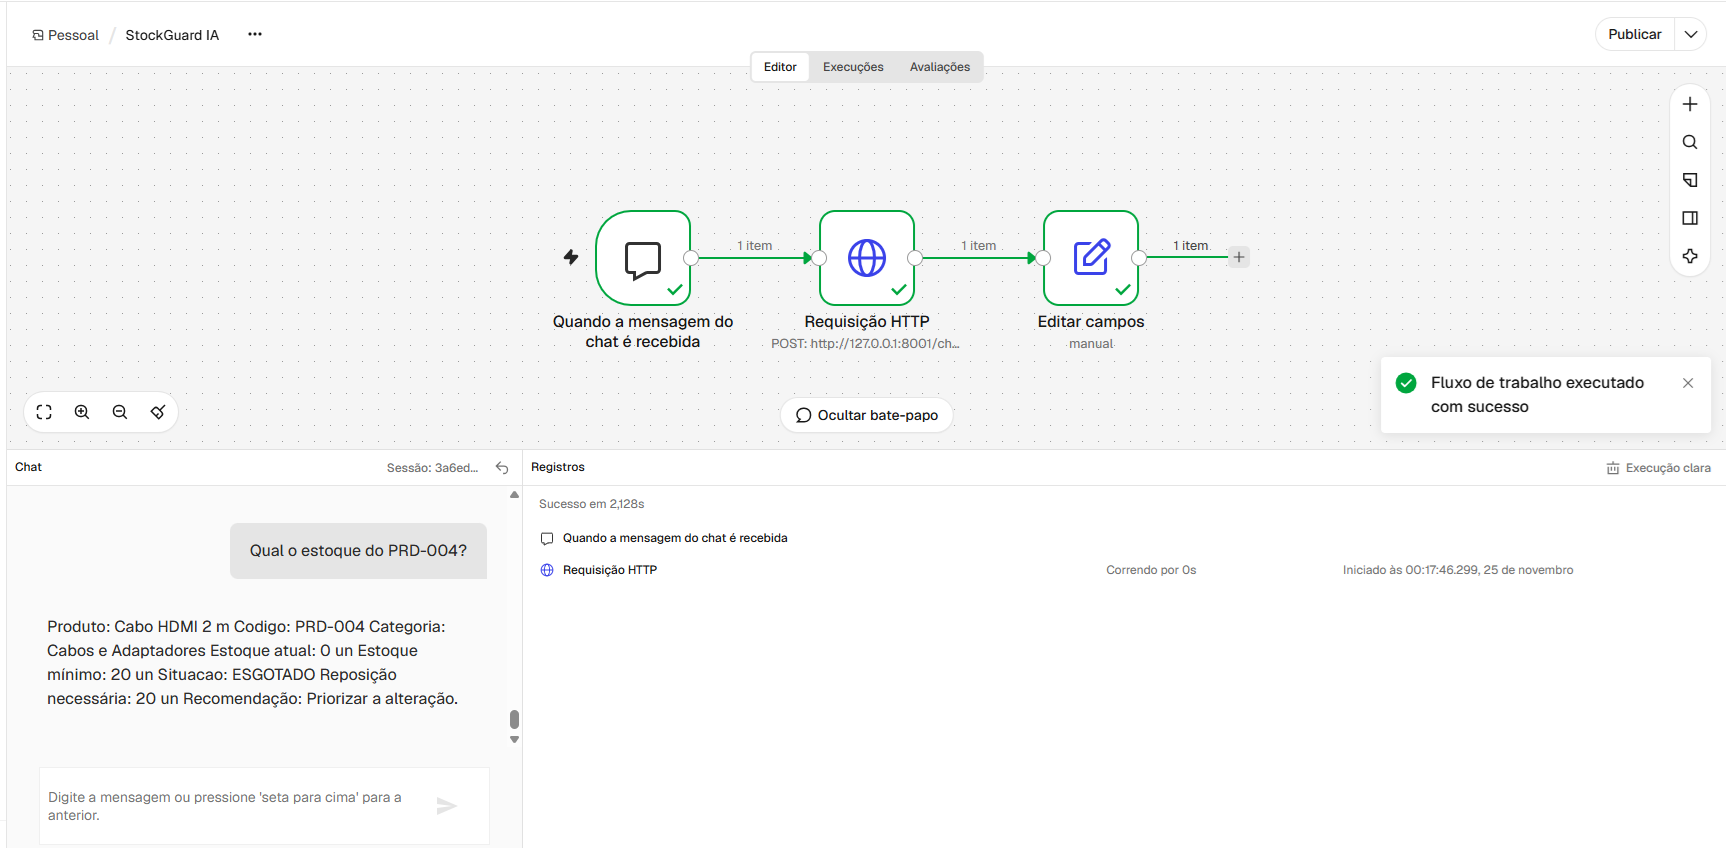 Pessoal / StockGuard IA ...
Publicar
Editor Execuções Avaliações
1 item
1 item
1 item
Quando a mensagem do
chat é recebida
Requisição HTTP
POST: http://127.0.0.1:8001/ch...
Editar campos
manual
Fluxo de trabalho executado
com sucesso
Ocultar bate-papo
Chat
Sessão: 3a6ed...
Registros
Execução clara
Sucesso em 2,128s
Quando a mensagem do chat é recebida
Requisição HTTP
Correndo por 0s
Iniciado às 00:17:46.299, 25 de novembro
Qual o estoque do PRD-004?
Produto: Cabo HDMI 2 m Codigo: PRD-004 Categoria:
Cabos e Adaptadores Estoque atual: 0 un Estoque
mínimo: 20 un Situacao: ESGOTADO Reposição
necessária: 20 un Recomendação: Priorizar a alteração.
Digite a mensagem ou pressione 'seta para cima' para a
anterior.